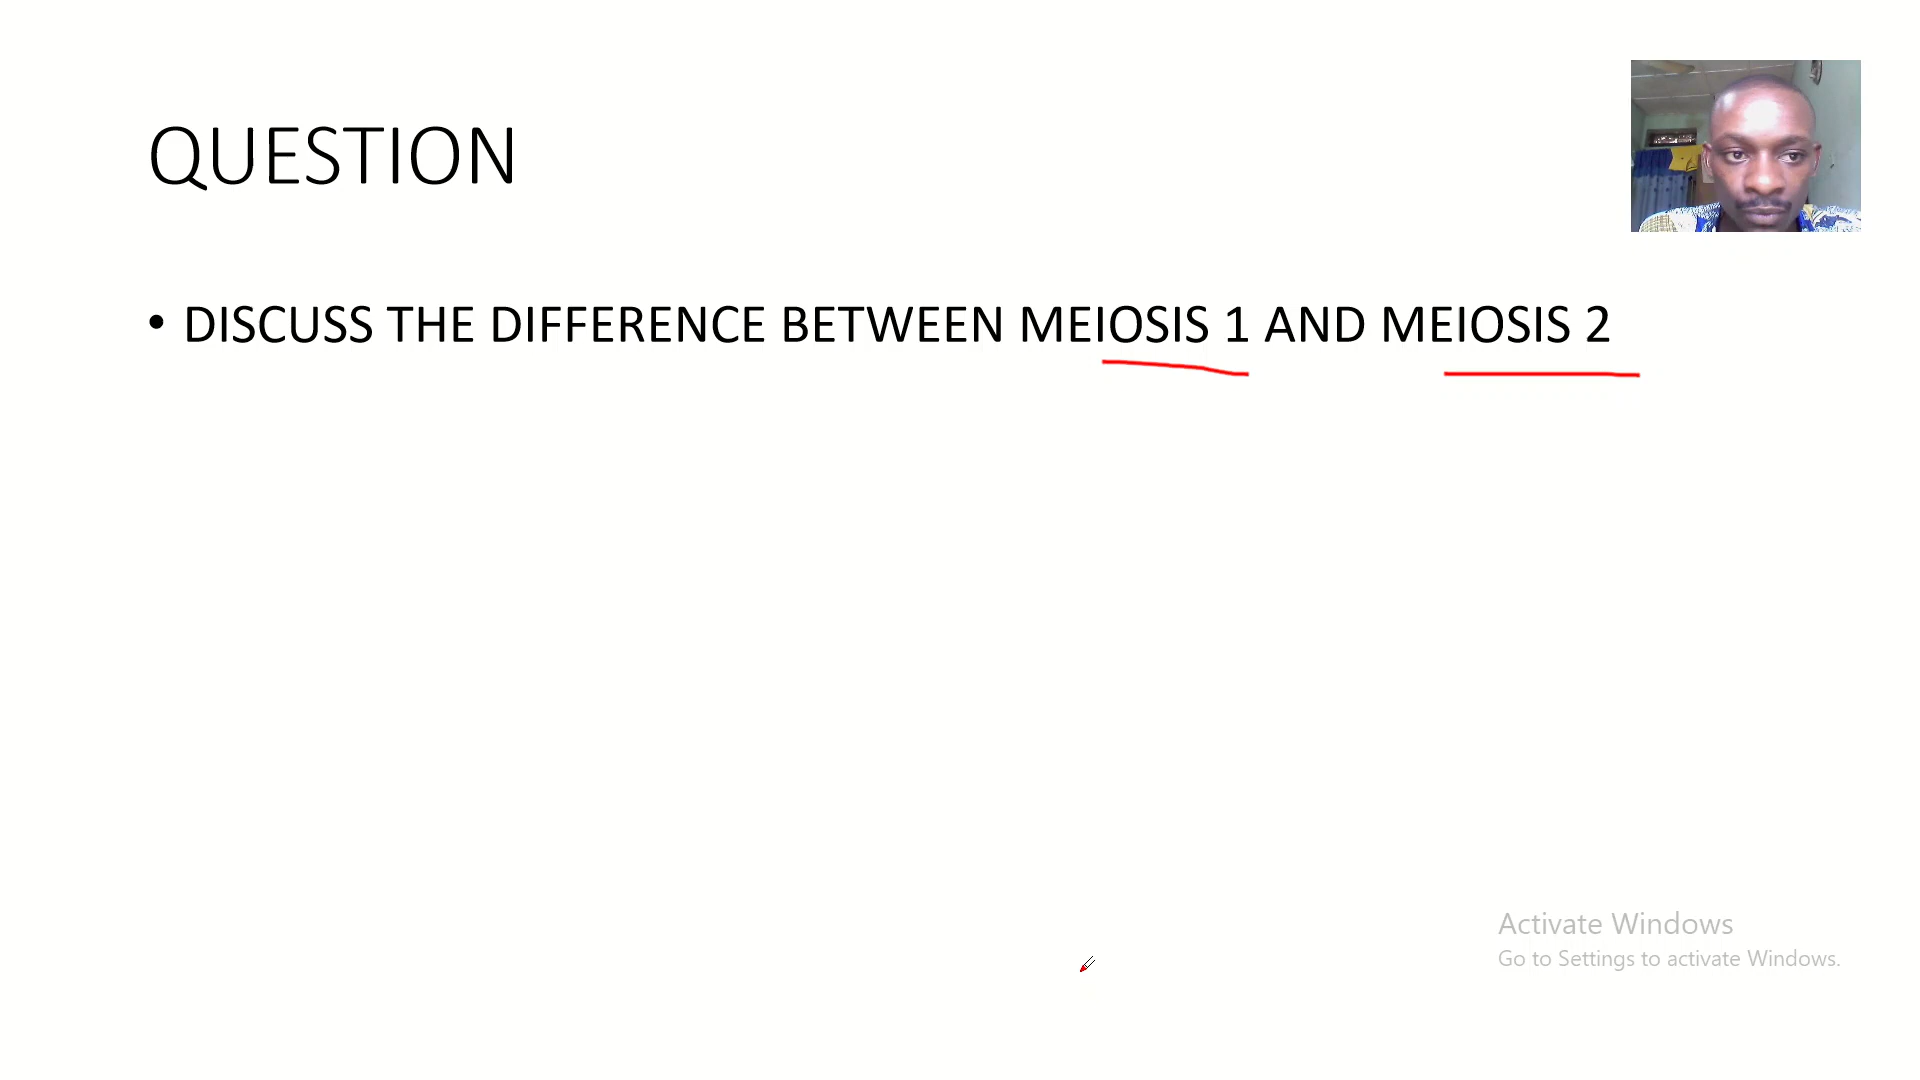 QUESTION
• DISCUSS THE DIFFERENCE BETWEEN MEIOSIS 1 AND MEIOSIS 2
Activate Windows
Go to Settings to activate Windows.